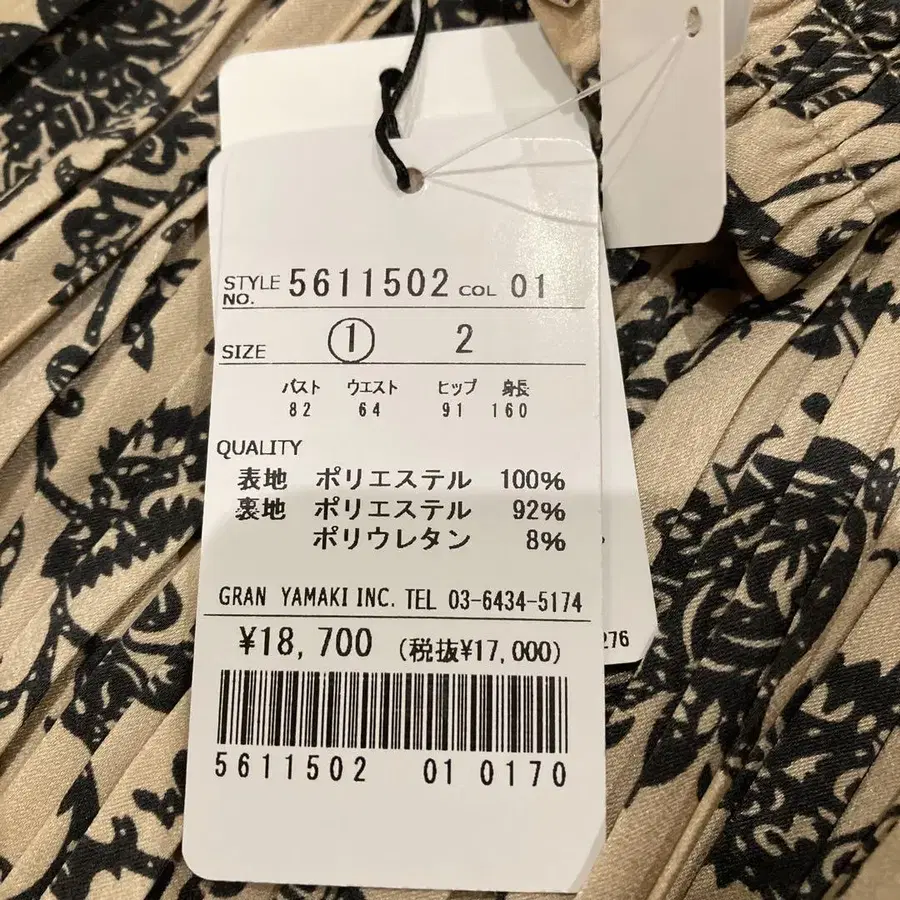 STYLE NO. 5611502 COL 01
SIZE 1 2
バスト ウエスト ヒップ 身長
82 64 91 160
QUALITY
表地 ポリエステル 100%
裏地 ポリエステル 92%
ポリウレタン 8%
GRAN YAMAKI INC. TEL 03-6434-5174
¥18,700 (税抜¥17,000)
5611502 01 0170
276